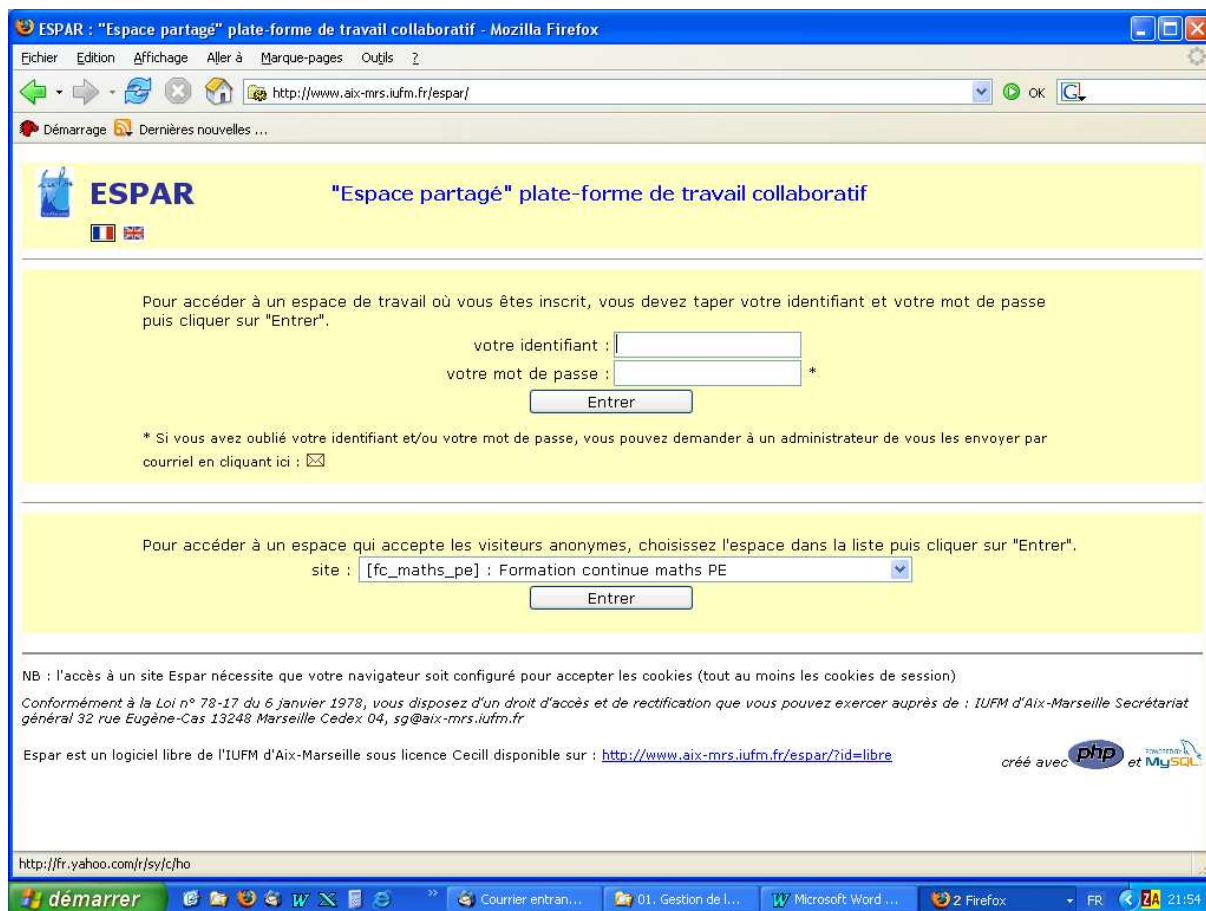 ESPAR : "Espace partagé" plate-forme de travail collaboratif - Mozilla Firefox
Fichier Edition Affichage Aller à Marque-pages Outils ?
http://www.aix-mrs.iufm.fr/espar/ OK G
Démarrage Dernières nouvelles ...
ESPAR "Espace partagé" plate-forme de travail collaboratif
Pour accéder à un espace de travail où vous êtes inscrit, vous devez taper votre identifiant et votre mot de passe
puis cliquer sur "Entrer".
votre identifiant :
votre mot de passe : *
Entrer
* Si vous avez oublié votre identifiant et/ou votre mot de passe, vous pouvez demander à un administrateur de vous les envoyer par
courriel en cliquant ici :
Pour accéder à un espace qui accepte les visiteurs anonymes, choisissez l'espace dans la liste puis cliquer sur "Entrer".
site : [fc_maths_pe] : Formation continue maths PE
Entrer
NB : l'accès à un site Espar nécessite que votre navigateur soit configuré pour accepter les cookies (tout au moins les cookies de session)
Conformément à la Loi n° 78-17 du 6 janvier 1978, vous disposez d'un droit d'accès et de rectification que vous pouvez exercer auprès de : IUFM d'Aix-Marseille Secrétariat
général 32 rue Eugène-Cas 13248 Marseille Cedex 04, sg@aix-mrs.iufm.fr
Espar est un logiciel libre de l'IUFM d'Aix-Marseille sous licence Cecill disponible sur : http://www.aix-mrs.iufm.fr/espar/?id=libre créé avec php et MySQL
http://fr.yahoo.com/r/sy/c/ho
démarrer Courrier entran... 01. Gestion de l... Microsoft Word ... 2 Firefox FR ZA 21:54